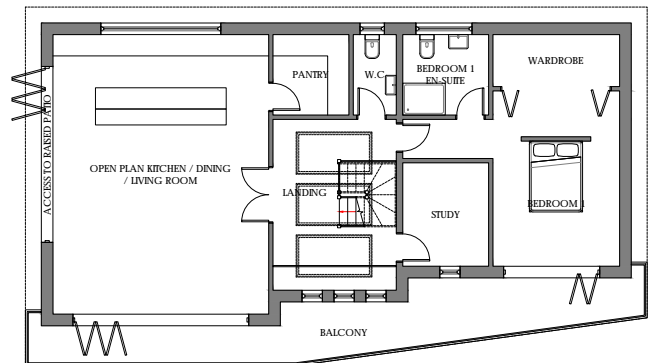 PANTRY
W.C
BEDROOM 1
EN-SUITE
WARDROBE
ACCESS TO RAISED PATIO
OPEN PLAN KITCHEN / DINING
/ LIVING ROOM
LANDING
STUDY
BEDROOM 1
BALCONY